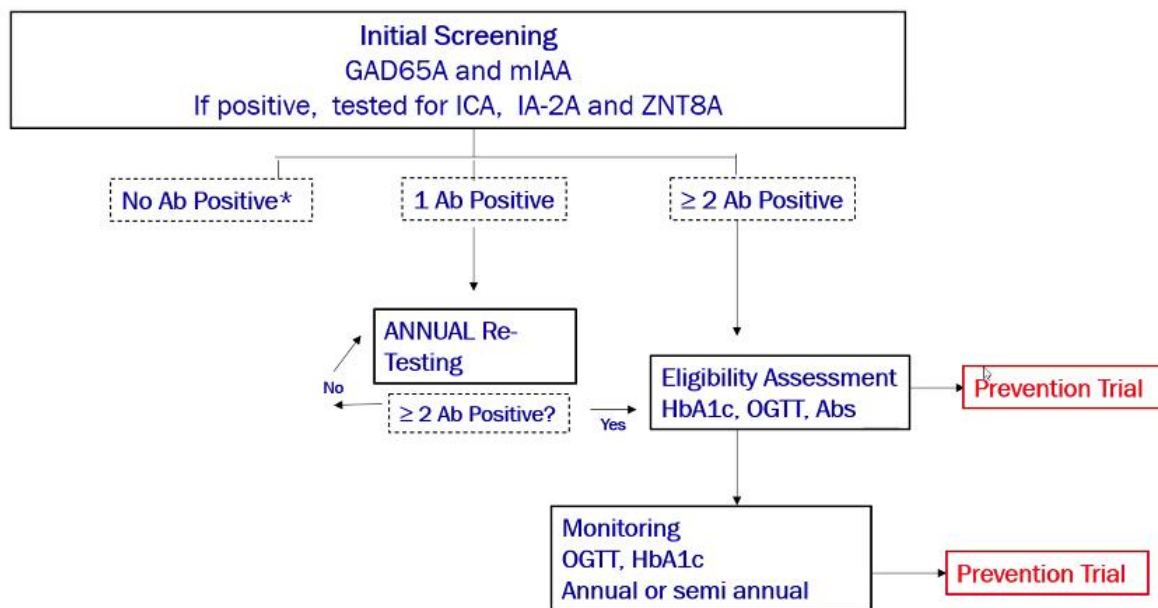 Initial Screening
GAD65A and mIAA
If positive, tested for ICA, IA-2A and ZNT8A
No Ab Positive*
1 Ab Positive
≥ 2 Ab Positive
ANNUAL Re-
Testing
No
≥ 2 Ab Positive?
Yes
Eligibility Assessment
HbA1c, OGTT, Abs
Prevention Trial
Monitoring
OGTT, HbA1c
Annual or semi annual
Prevention Trial